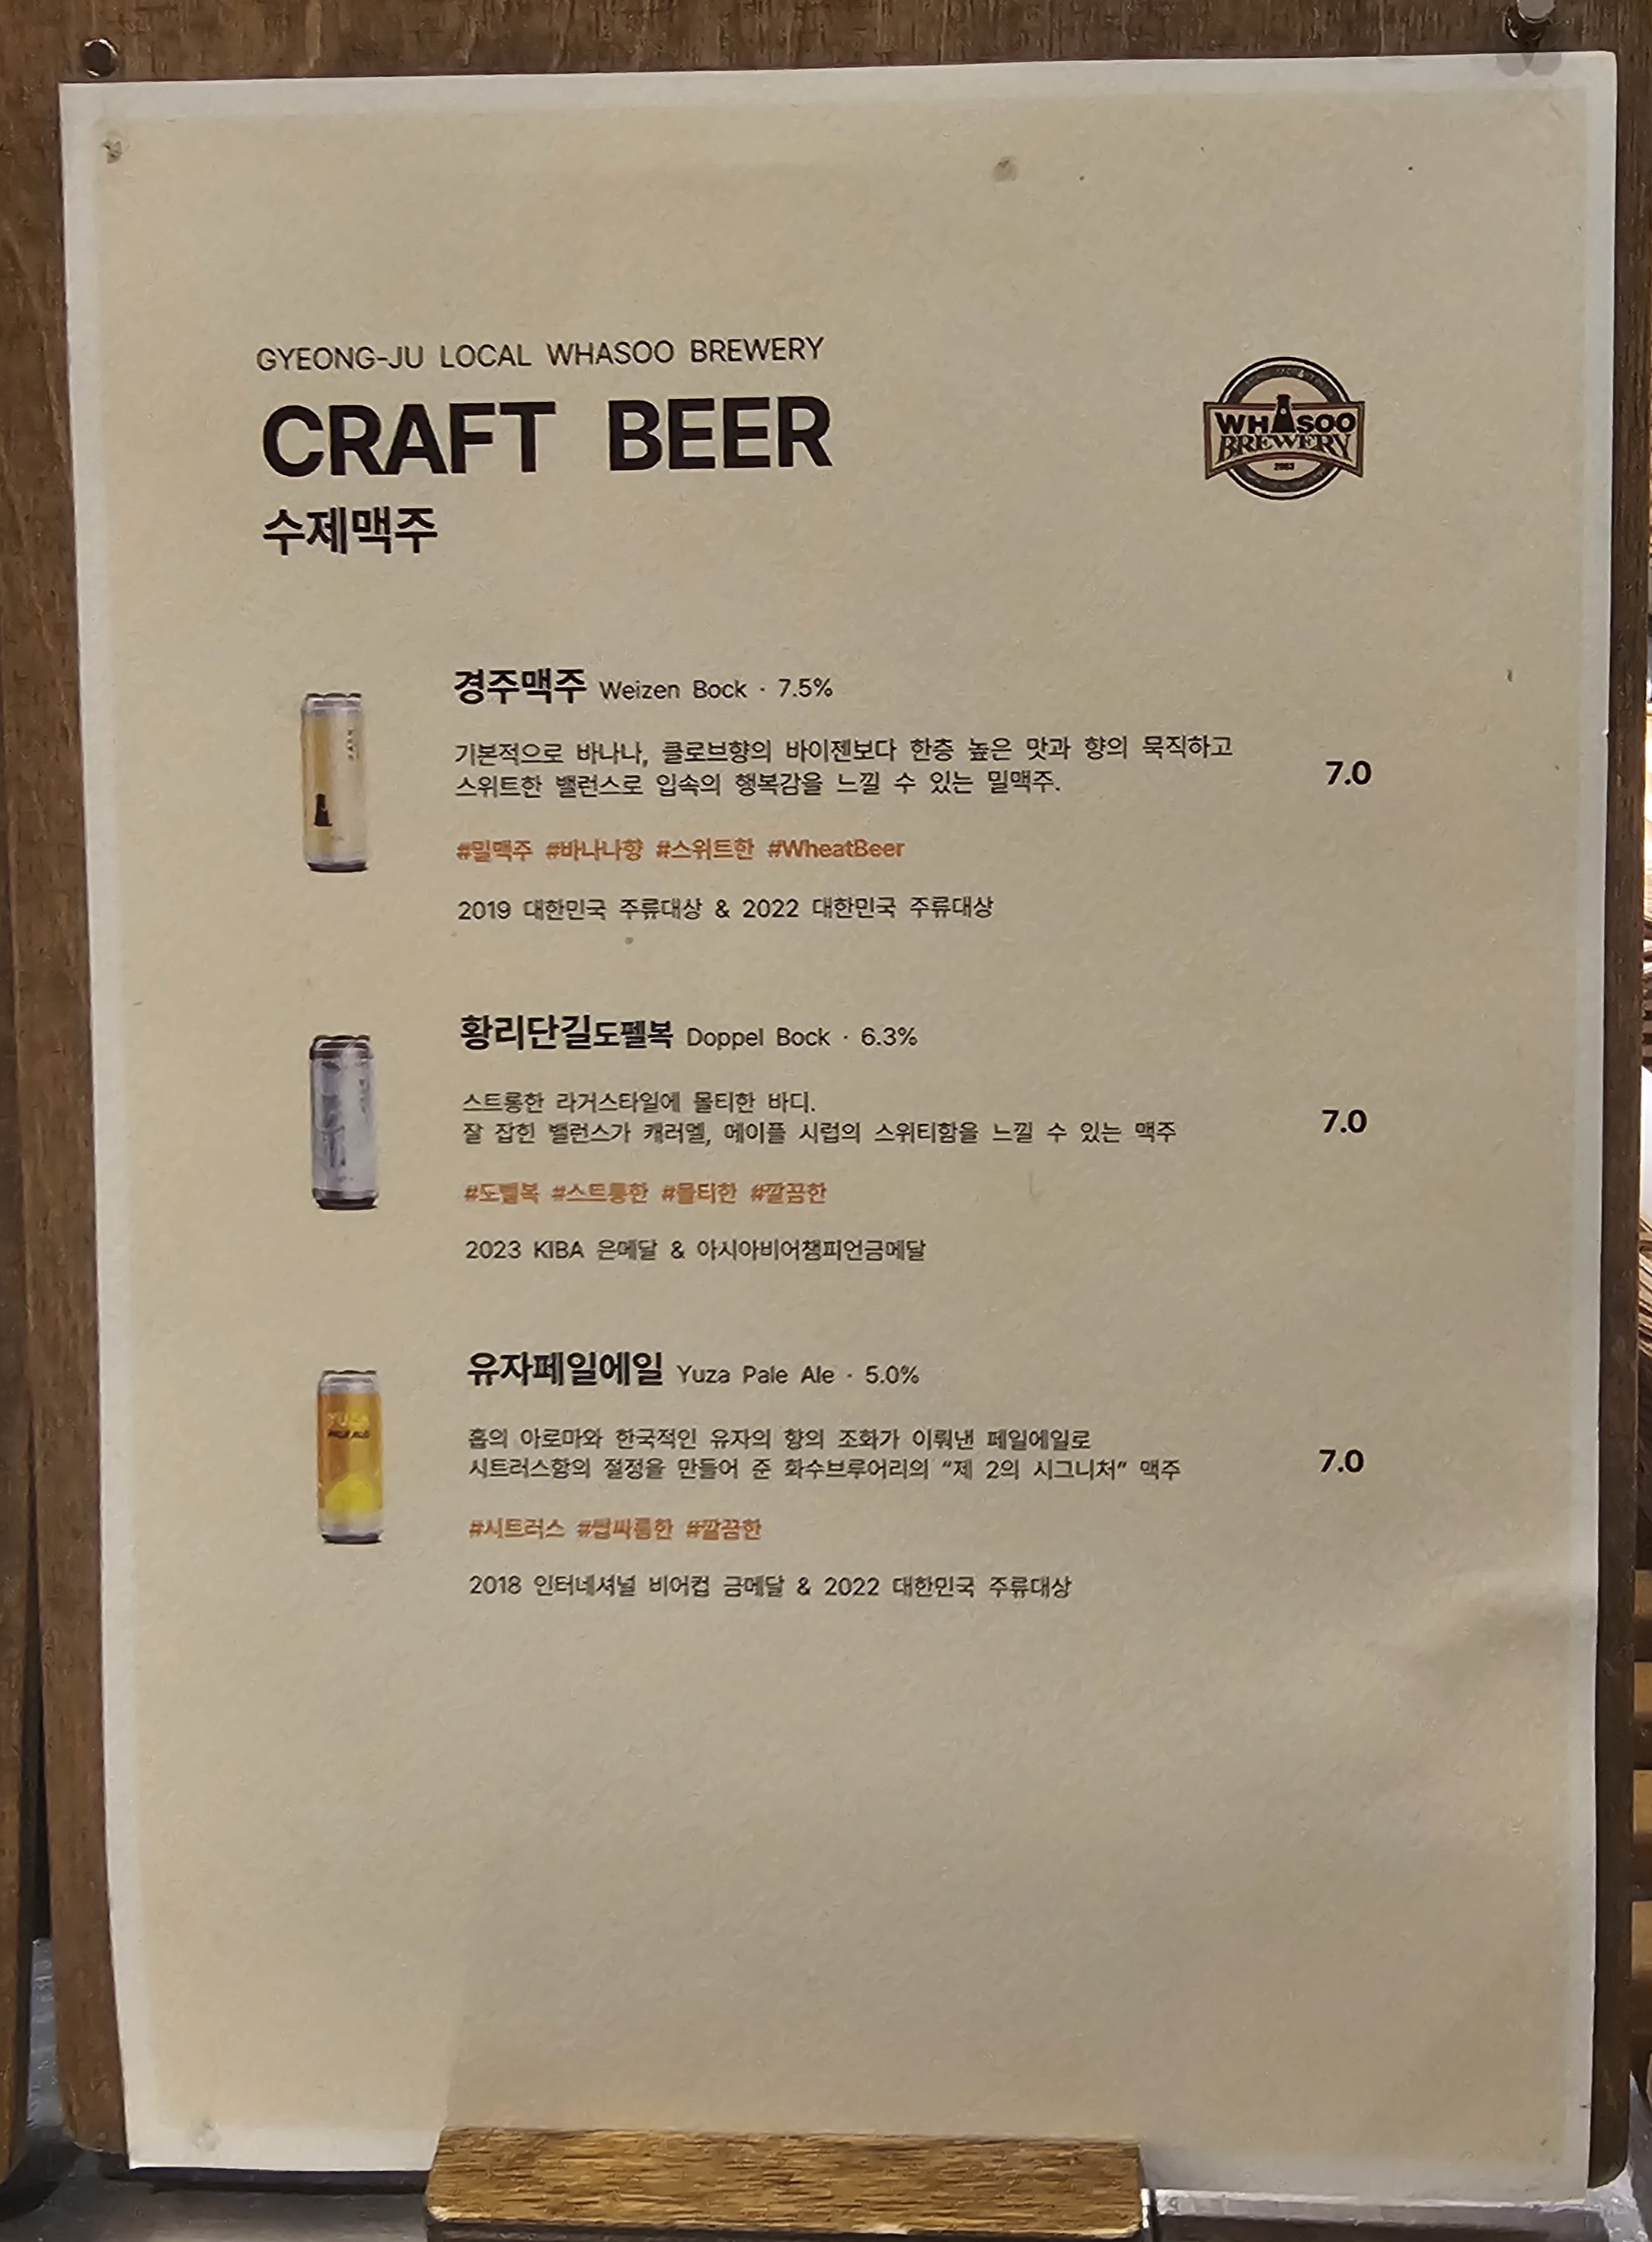 GYEONG-JU LOCAL WHASOO BREWERY
CRAFT BEER
수제맥주
WHASOO
BREWERY
2003
경주맥주 Weizen Bock · 7.5%
기본적으로 바나나, 클로브향의 바이젠보다 한층 높은 맛과 향의 묵직하고
스위트한 밸런스로 입속의 행복감을 느낄 수 있는 밀맥주.
7.0
#밀맥주 #바나나향 #스위트한 #WheatBeer
2019 대한민국 주류대상 & 2022 대한민국 주류대상
황리단길도펠복 Doppel Bock · 6.3%
스트롱한 라거스타일에 몰티한 바디.
잘 잡힌 밸런스가 캐러멜, 메이플 시럽의 스위티함을 느낄 수 있는 맥주
7.0
#도펠복 #스트롱한 #몰티한 #깔끔한
2023 KIBA 은메달 & 아시아비어챔피언금메달
유자페일에일 Yuza Pale Ale · 5.0%
홉의 아로마와 한국적인 유자의 향의 조화가 이뤄낸 페일에일로
시트러스향의 절정을 만들어 준 화수브루어리의 “제 2의 시그니처” 맥주
7.0
YUZA
PALE ALE
#시트러스 #쌉싸름한 #깔끔한
2018 인터네셔널 비어컵 금메달 & 2022 대한민국 주류대상